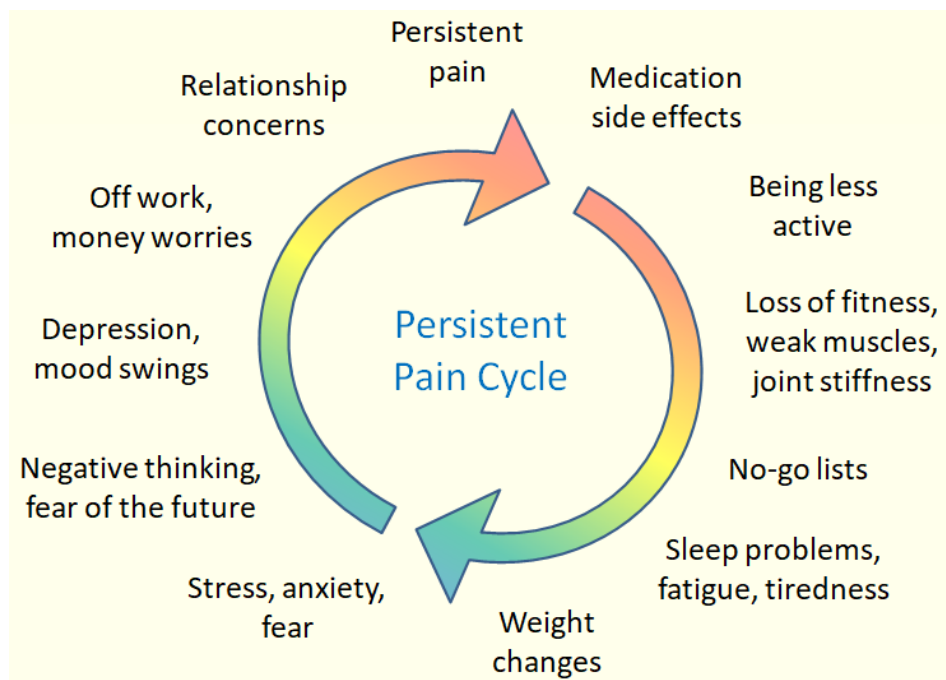 Persistent
pain
Medication
side effects
Being less
active
Loss of fitness,
weak muscles,
joint stiffness
No-go lists
Sleep problems,
fatigue, tiredness
Weight
changes
Stress, anxiety,
fear
Negative thinking,
fear of the future
Depression,
mood swings
Off work,
money worries
Relationship
concerns
Persistent
Pain Cycle